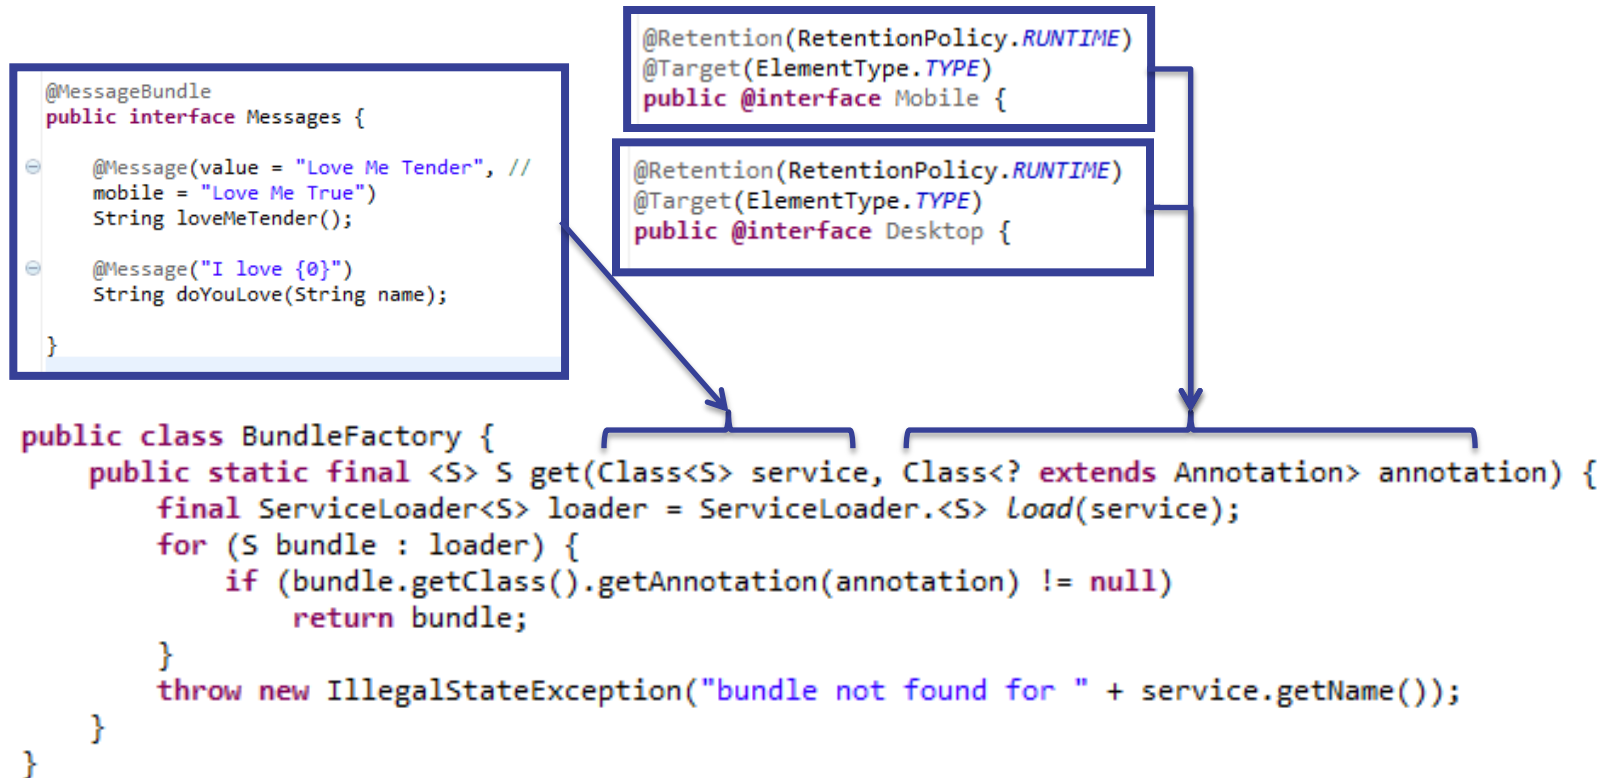 @MessageBundle
public interface Messages {
@Message(value = "Love Me Tender", //
mobile = "Love Me True")
String loveMeTender();
@Message("I love {0}")
String doYouLove(String name);
}
@Retention(RetentionPolicy.RUNTIME)
@Target(ElementType.TYPE)
public @interface Mobile {
@Retention(RetentionPolicy.RUNTIME)
@Target(ElementType.TYPE)
public @interface Desktop {
public class BundleFactory {
public static final <S> S get(Class<S> service, Class<? extends Annotation> annotation) {
final ServiceLoader<S> loader = ServiceLoader.<S> load(service);
for (S bundle : loader) {
if (bundle.getClass().getAnnotation(annotation) != null)
return bundle;
}
throw new IllegalStateException("bundle not found for " + service.getName());
}
}